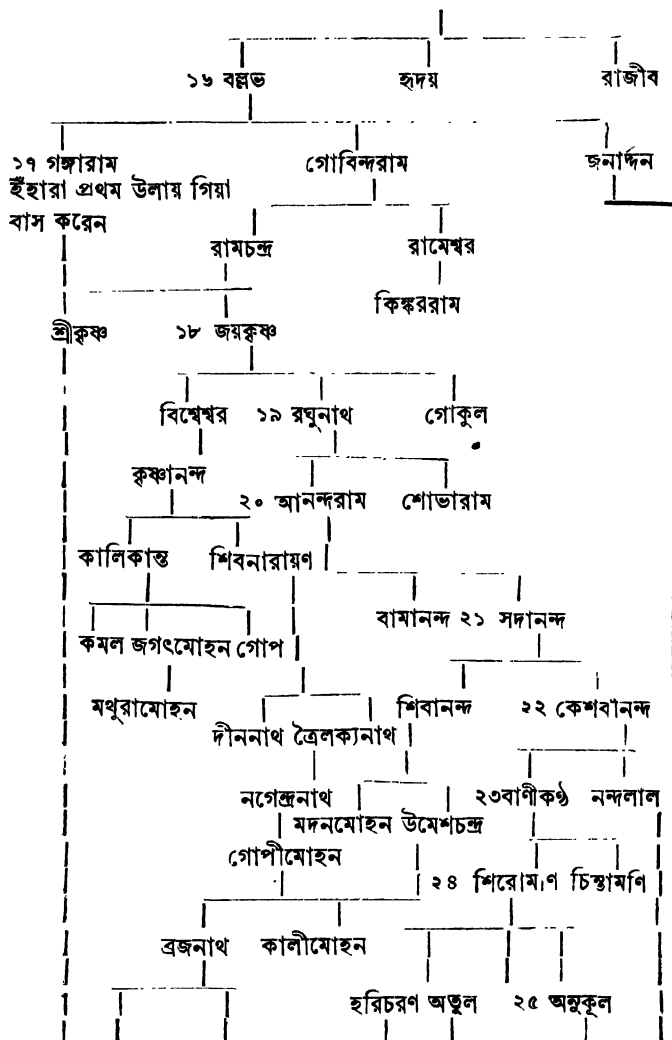 ১৬ বল্লভ হৃদয় রাজীব
১৭ গঙ্গারাম গোবিন্দরাম জনার্দ্দন
ইঁহারা প্রথম উলায় গিয়া
বাস করেন
রামচন্দ্র রামেশ্বর
কিঙ্কররাম
শ্রীকৃষ্ণ ১৮ জয়কৃষ্ণ
বিশ্বেশ্বর ১৯ রঘুনাথ গোকুল
কৃষ্ণানন্দ
২০ আনন্দরাম শোভারাম
কালিকান্ত শিবনারায়ণ
বামানন্দ ২১ সদানন্দ
কমল জগৎমোহন গোপ
মথুরামোহন শিবানন্দ ২২ কেশবানন্দ
দীননাথ ত্রৈলক্যনাথ
নগেন্দ্রনাথ ২৩বাণীকণ্ঠ নন্দলাল
মদনমোহন উমেশচন্দ্র
গোপীমোহন
২৪ শিরোমণি চিন্তামণি
ব্রজনাথ কালীমোহন
হরিচরণ অতুল ২৫ অনুকূল